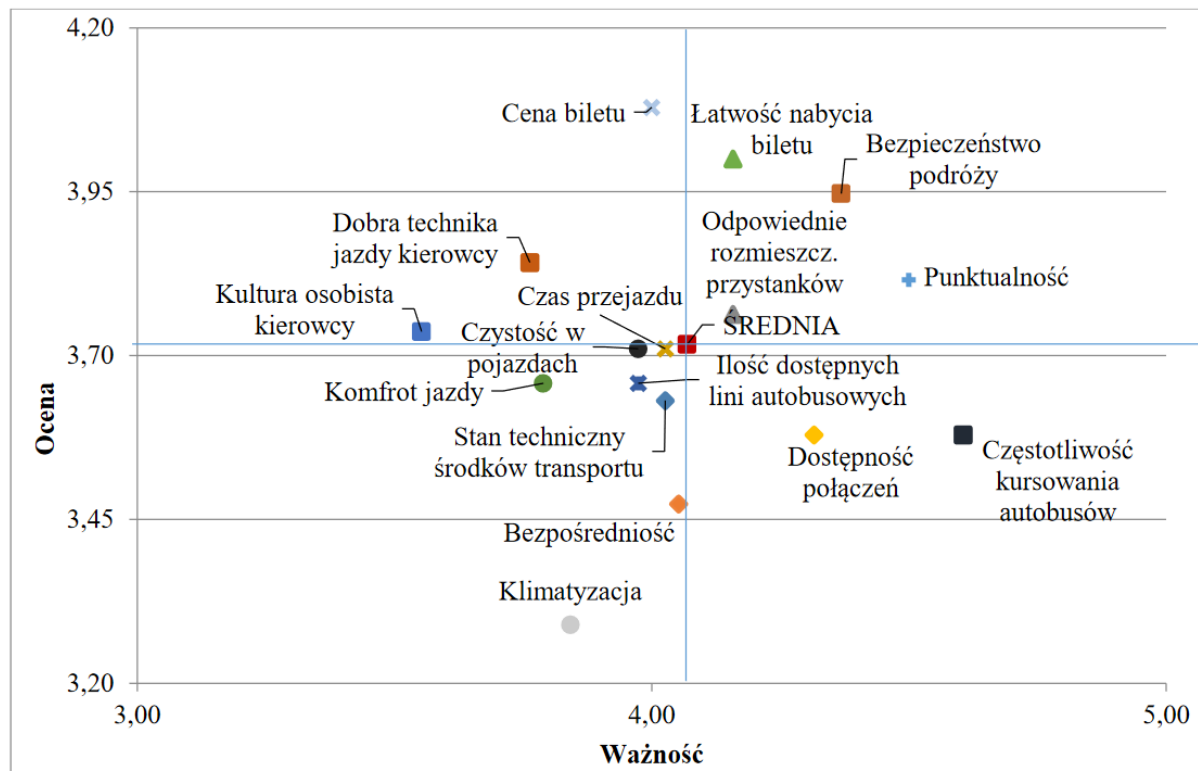 4,20
Cena biletu
Łatwość nabycia
biletu
Bezpieczeństwo
podróży
3,95
Dobra technika
jazdy kierowcy
Odpowiednie
rozmieszcz.
przystanków
Punktualność
Kultura osobista
kierowcy
Czas przejazdu
ŚREDNIA
3,70
Czystość w
pojazdach
Komfrot jazdy
Ilość dostępnych
lini autobusowych
Ocena
Stan techniczny
środków transportu
Dostępność
połączeń
Częstotliwość
kursowania
autobusów
3,45
Bezpośredniość
Klimatyzacja
3,20
3,00
4,00
5,00
Ważność